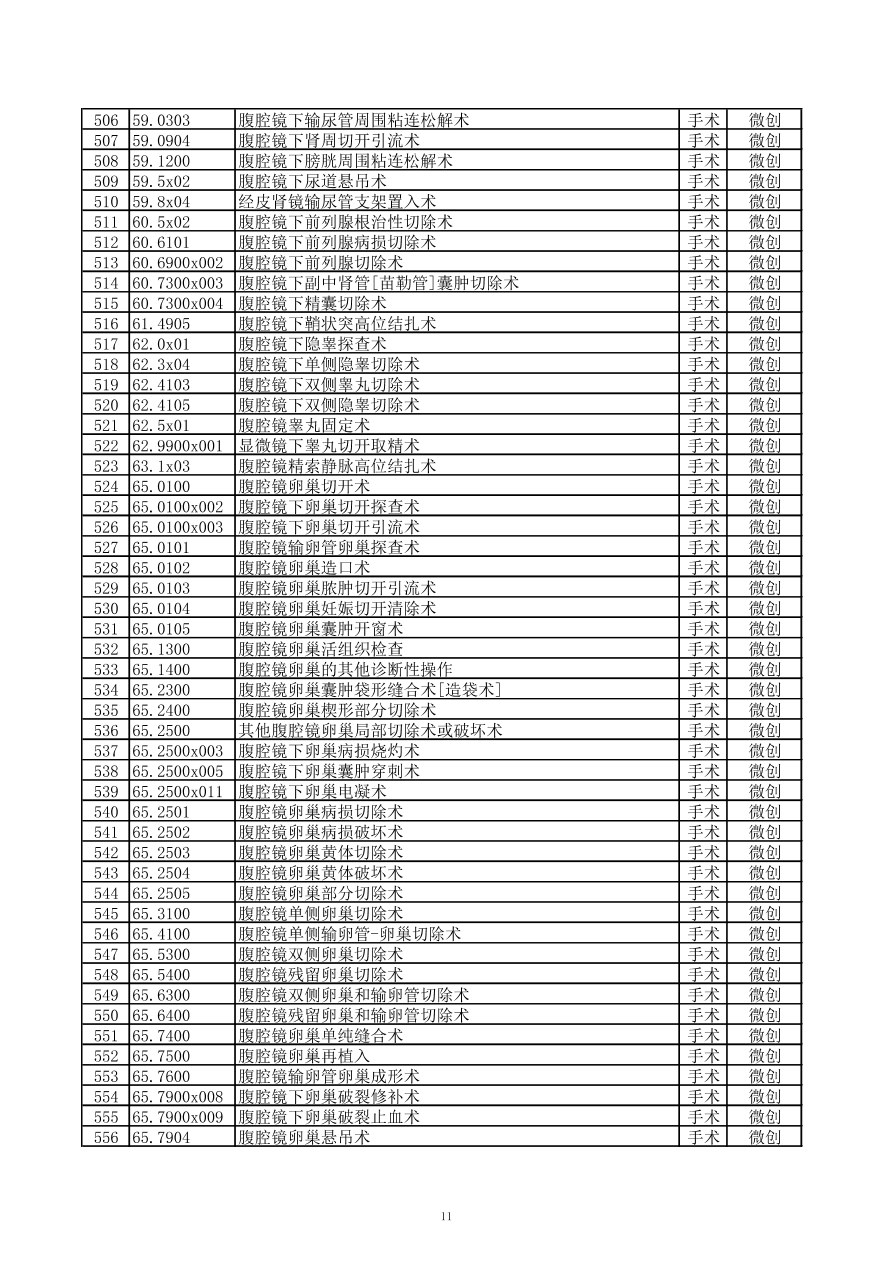 506 59.0303 腹腔镜下输尿管周围粘连松解术 手术 微创
507 59.0904 腹腔镜下肾周切开引流术 手术 微创
508 59.1200 腹腔镜下膀胱周围粘连松解术 手术 微创
509 59.5x02 腹腔镜下尿道悬吊术 手术 微创
510 59.8x04 经皮肾镜输尿管支架置入术 手术 微创
511 60.5x02 腹腔镜下前列腺根治性切除术 手术 微创
512 60.6101 腹腔镜下前列腺病损切除术 手术 微创
513 60.6900x002 腹腔镜下前列腺切除术 手术 微创
514 60.7300x003 腹腔镜下副中肾管[苗勒管]囊肿切除术 手术 微创
515 60.7300x004 腹腔镜下精囊切除术 手术 微创
516 61.4905 腹腔镜下鞘状突高位结扎术 手术 微创
517 62.0x01 腹腔镜下隐睾探查术 手术 微创
518 62.3x04 腹腔镜下单侧隐睾切除术 手术 微创
519 62.4103 腹腔镜下双侧睾丸切除术 手术 微创
520 62.4105 腹腔镜下双侧隐睾切除术 手术 微创
521 62.5x01 腹腔镜睾丸固定术 手术 微创
522 62.9900x001 显微镜下睾丸切开取精术 手术 微创
523 63.1x03 腹腔镜精索静脉高位结扎术 手术 微创
524 65.0100 腹腔镜卵巢切开术 手术 微创
525 65.0100x002 腹腔镜下卵巢切开探查术 手术 微创
526 65.0100x003 腹腔镜下卵巢切开引流术 手术 微创
527 65.0101 腹腔镜输卵管卵巢探查术 手术 微创
528 65.0102 腹腔镜卵巢造口术 手术 微创
529 65.0103 腹腔镜卵巢脓肿切开引流术 手术 微创
530 65.0104 腹腔镜卵巢妊娠切开清除术 手术 微创
531 65.0105 腹腔镜卵巢囊肿开窗术 手术 微创
532 65.1300 腹腔镜卵巢活组织检查 手术 微创
533 65.1400 腹腔镜卵巢的其他诊断性操作 手术 微创
534 65.2300 腹腔镜卵巢囊肿袋形缝合术[造袋术] 手术 微创
535 65.2400 腹腔镜卵巢楔形部分切除术 手术 微创
536 65.2500 其他腹腔镜卵巢局部切除术或破坏术 手术 微创
537 65.2500x003 腹腔镜下卵巢病损烧灼术 手术 微创
538 65.2500x005 腹腔镜下卵巢囊肿穿刺术 手术 微创
539 65.2500x011 腹腔镜下卵巢电凝术 手术 微创
540 65.2501 腹腔镜卵巢病损切除术 手术 微创
541 65.2502 腹腔镜卵巢病损破坏术 手术 微创
542 65.2503 腹腔镜卵巢黄体切除术 手术 微创
543 65.2504 腹腔镜卵巢黄体破坏术 手术 微创
544 65.2505 腹腔镜卵巢部分切除术 手术 微创
545 65.3100 腹腔镜单侧卵巢切除术 手术 微创
546 65.4100 腹腔镜单侧输卵管-卵巢切除术 手术 微创
547 65.5300 腹腔镜双侧卵巢切除术 手术 微创
548 65.5400 腹腔镜残留卵巢切除术 手术 微创
549 65.6300 腹腔镜双侧卵巢和输卵管切除术 手术 微创
550 65.6400 腹腔镜残留卵巢和输卵管切除术 手术 微创
551 65.7400 腹腔镜卵巢单纯缝合术 手术 微创
552 65.7500 腹腔镜卵巢再植入 手术 微创
553 65.7600 腹腔镜输卵管卵巢成形术 手术 微创
554 65.7900x008 腹腔镜下卵巢破裂修补术 手术 微创
555 65.7900x009 腹腔镜下卵巢破裂止血术 手术 微创
556 65.7904 腹腔镜卵巢悬吊术 手术 微创
11